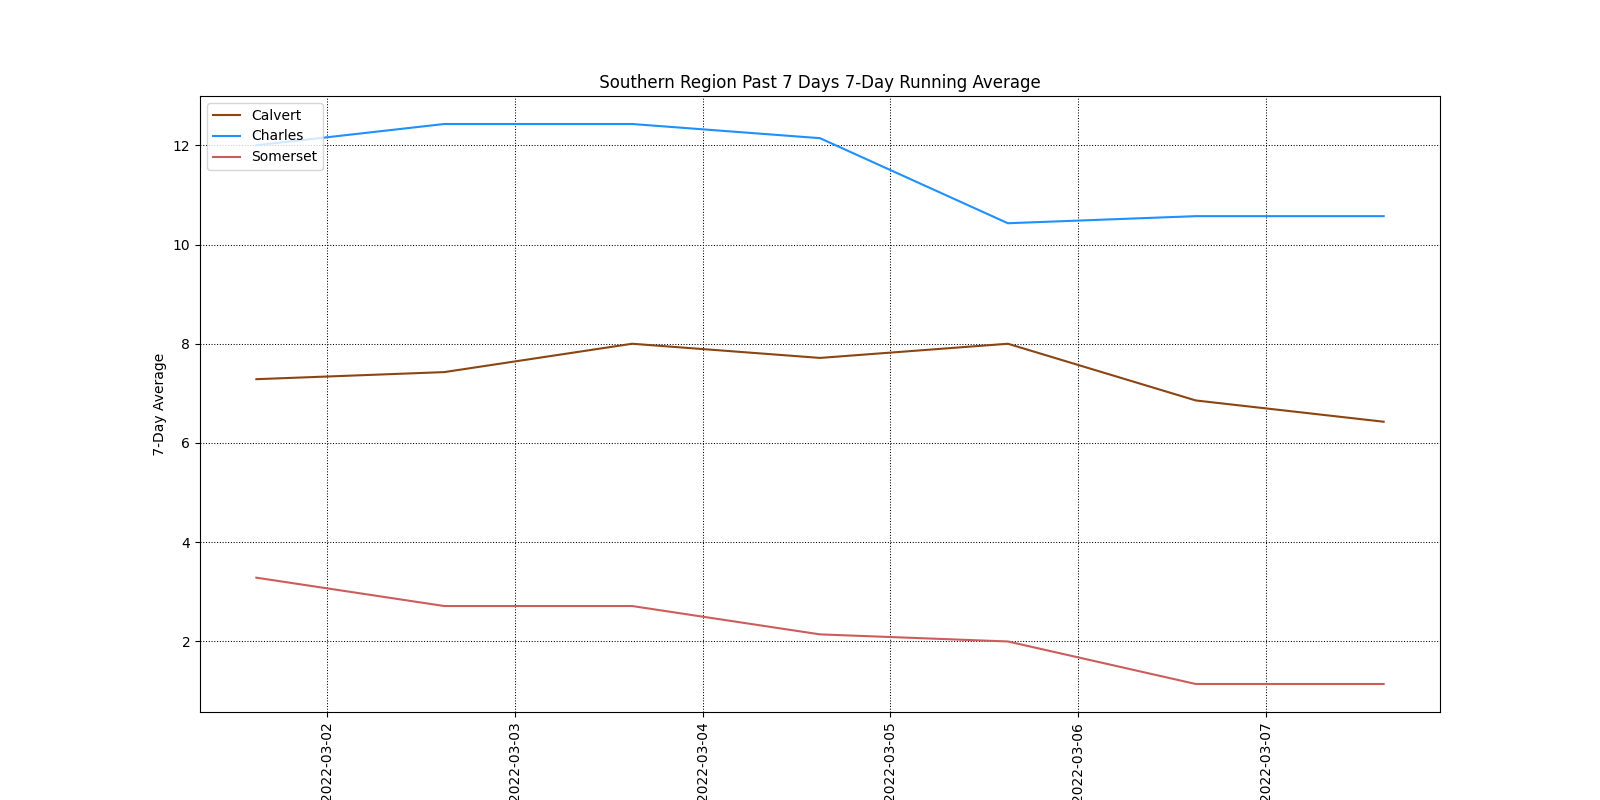 Southern Region Past 7 Days 7-Day Running Average
Calvert
Charles
Somerset
12
10
8
6
4
2
7-Day Average
2022-03-02
2022-03-03
2022-03-04
2022-03-05
2022-03-06
2022-03-07